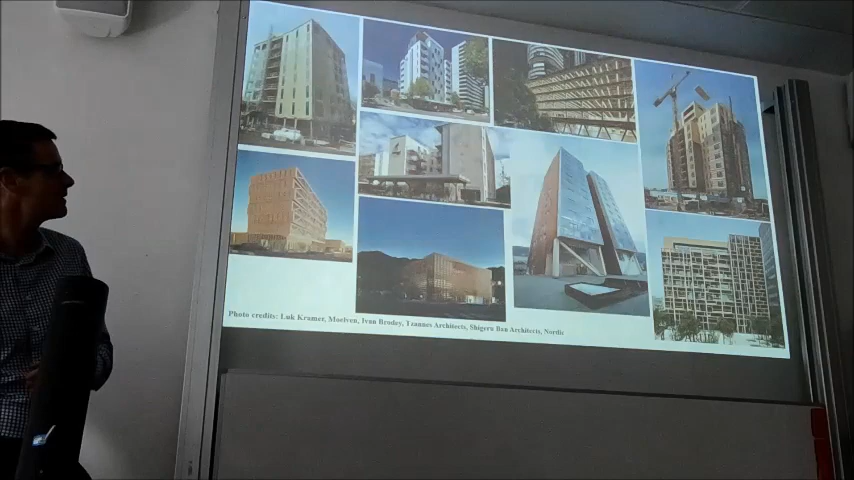 Photo credits: Luk Kramer, Moelven, Ivan Brodey, Tsannes Architects, Shigeru Ban Architects, Nordic